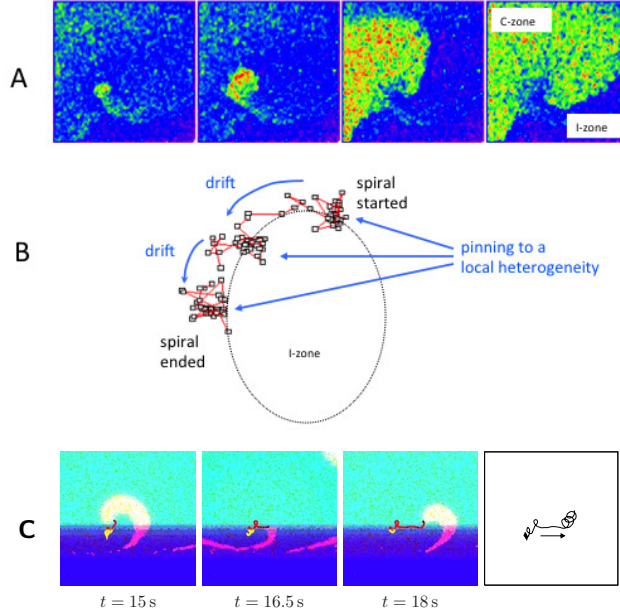 A
C-zone
I-zone
B
drift
spiral
started
drift
pinning to a
local heterogeneity
spiral
ended
I-zone
C
t = 15 s
t = 16.5 s
t = 18 s